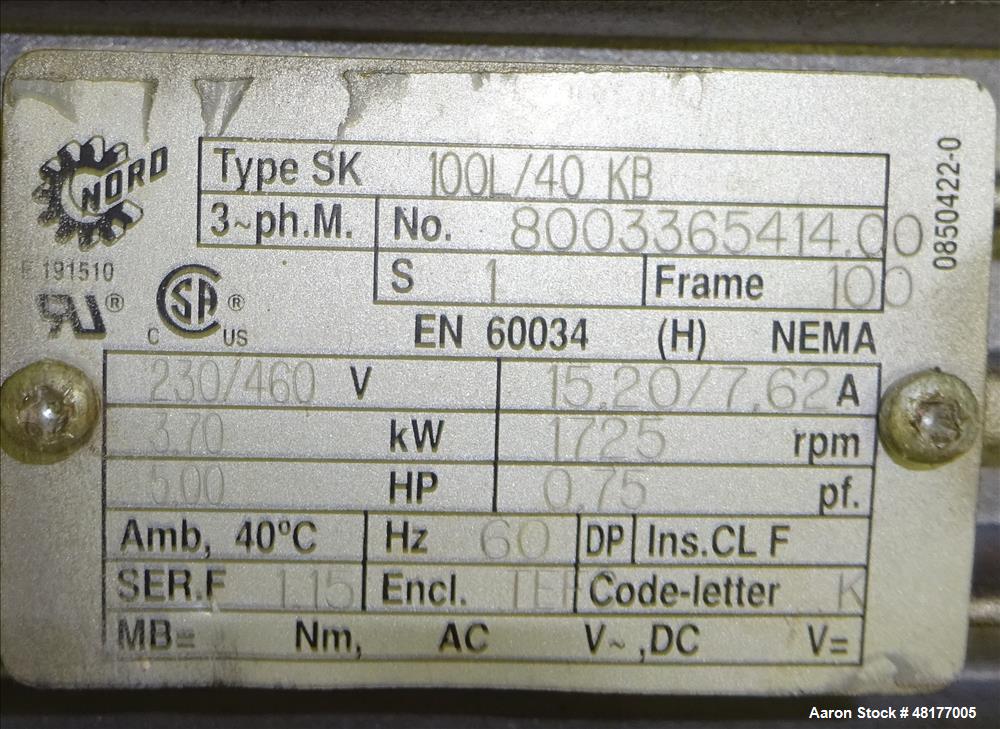 NORD
Type SK 100L/40 KB
3~ph.M. No. 8003365414.00
S 1 Frame 100
0850422-0
E 191510
® SA ®
C US
EN 60034 (H) NEMA
230/460 V 15,20/7,62 A
3.70 kW 1725 rpm
5.00 HP 0,75 pf.
Amb, 40°C Hz 60 DP Ins.CL F
SER.F 1.15 Encl. Code-letter K
MB= Nm, AC V~ ,DC V=
Aaron Stock # 48177005